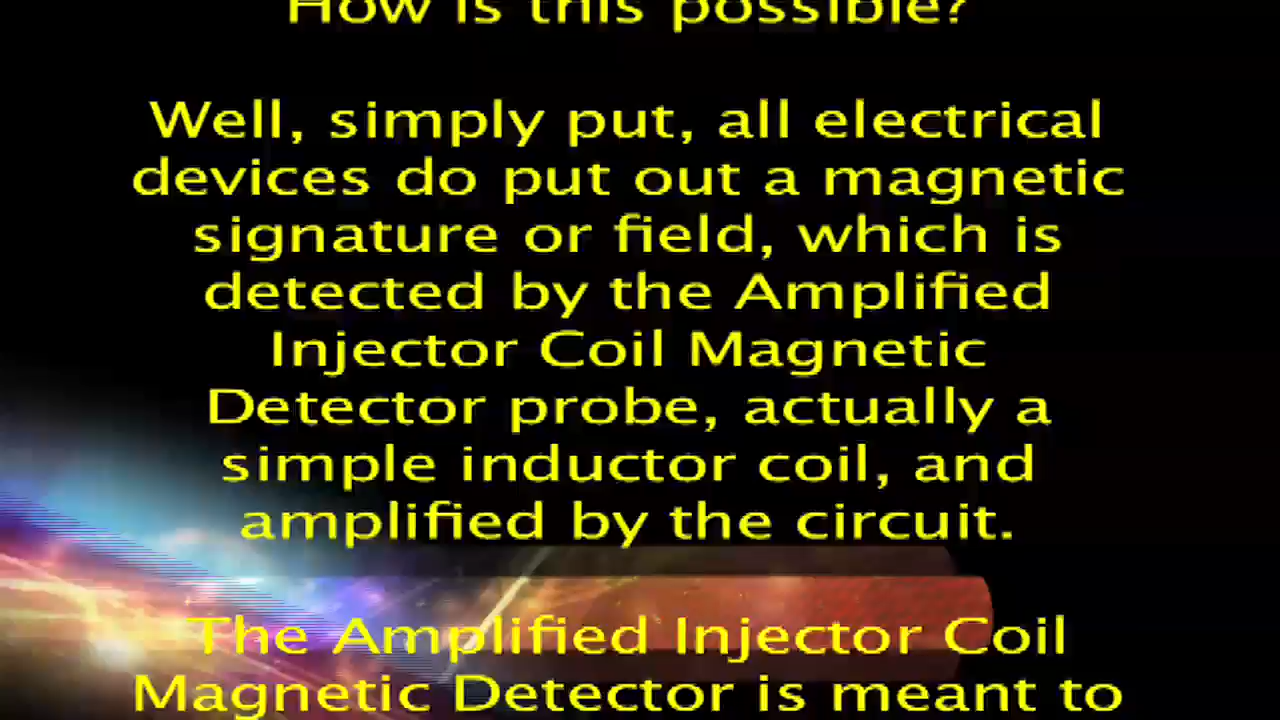 How is this possible?
Well, simply put, all electrical
devices do put out a magnetic
signature or field, which is
detected by the Amplified
Injector Coil Magnetic
Detector probe, actually a
simple inductor coil, and
amplified by the circuit.
The Amplified Injector Coil
Magnetic Detector is meant to